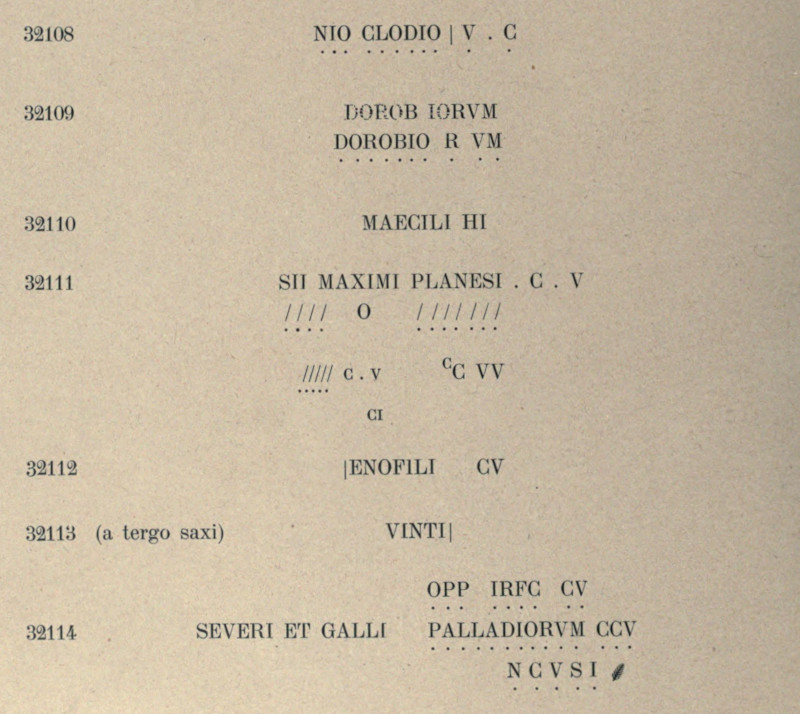 32108 NIO CLODIO | V . C
32109 DOROB IORVM
DOROBIO R VM
32110 MAECILI HI
32111 SII MAXIMI PLANESI . C . V
//// O ///////
///// C . V CC VV
CI
32112 |ENOFILI CV
32113 (a tergo saxi) VINTI|
OPP IRFC CV
32114 SEVERI ET GALLI PALLADIORVM CCV
N C V S I